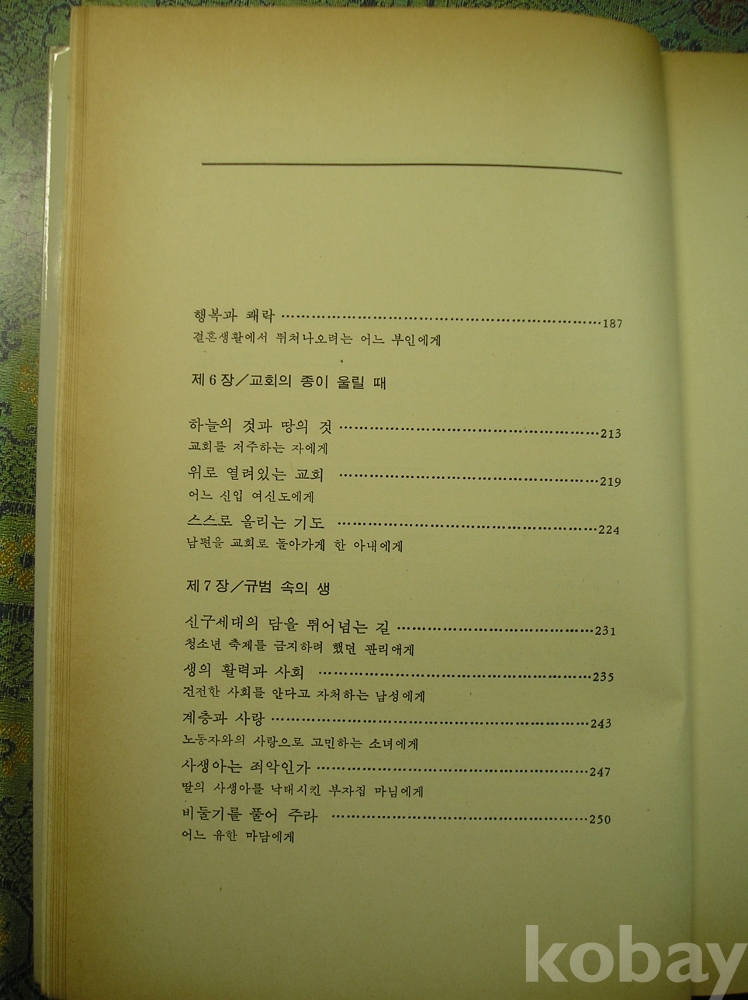 행복과 쾌락 ………………………………………………………187
결혼생활에서 뛰쳐나오려는 어느 부인에게
제 6 장／교회의 종이 울릴 때
하늘의 것과 땅의 것 ……………………………………………213
교회를 저주하는 자에게
위로 열려있는 교회 ……………………………………………219
어느 신입 여신도에게
스스로 올리는 기도 ……………………………………………224
남편을 교회로 돌아가게 한 아내에게
제 7 장／규범 속의 생
신구세대의 담을 뛰어넘는 길 …………………………………231
청소년 축제를 금지하려 했던 관리에게
생의 활력과 사회 ………………………………………………235
건전한 사회를 안다고 자처하는 남성에게
계층과 사랑 ………………………………………………………243
노동자와의 사랑으로 고민하는 소녀에게
사생아는 죄악인가 ………………………………………………247
딸의 사생아를 낙태시킨 부자집 마님에게
비둘기를 풀어 주라 ……………………………………………250
어느 유한 마담에게
kobay